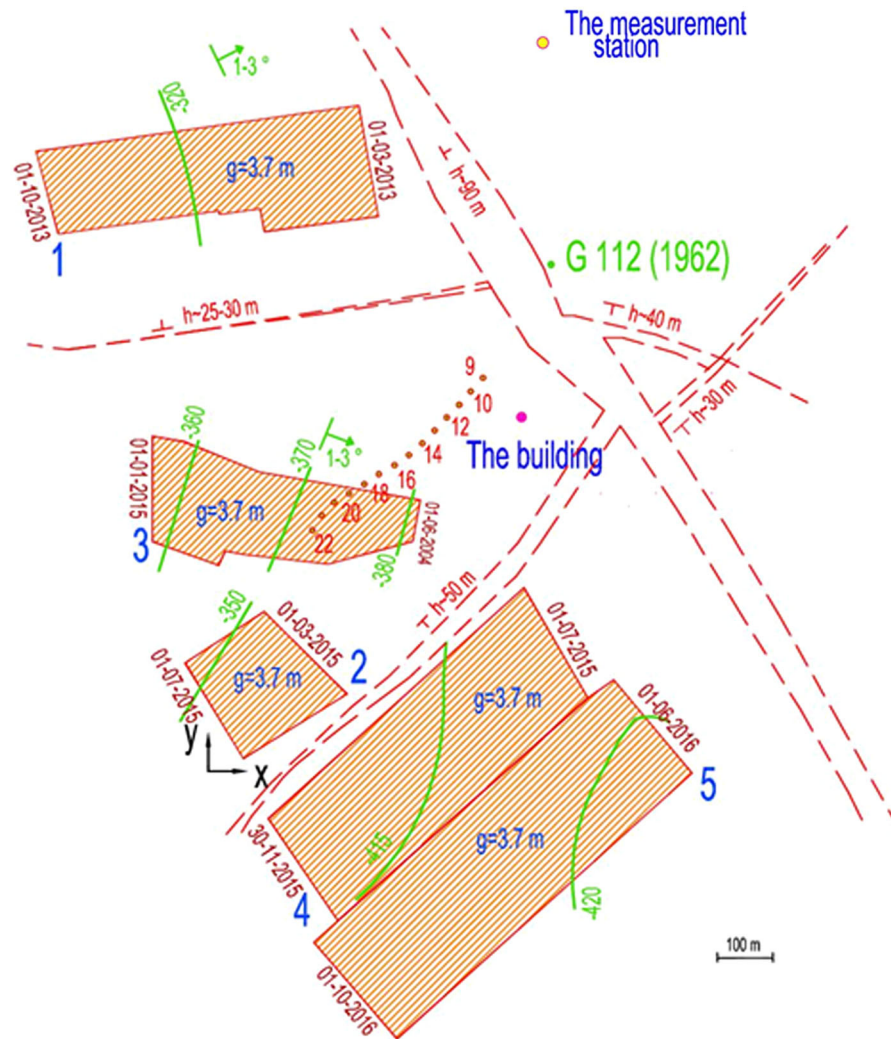 The measurement
station
1-3 °
-320
01-03-2013
g=3.7 m
01-10-2013
h~90 m
1
G 112 (1962)
h~25-30 m
h~40 m
9
10
h~30 m
-360
12
1-3 °
-370
14
The building
01-01-2015
16
18
g=3.7 m
20
01-06-2004
22
3
-380
h~50 m
-350
01-03-2015
01-07-2015
01-07-2015
2
g=3.7 m
g=3.7 m
01-06-2016
y
x
5
30-11-2015
-415
g=3.7 m
4
-420
100 m
01-10-2016